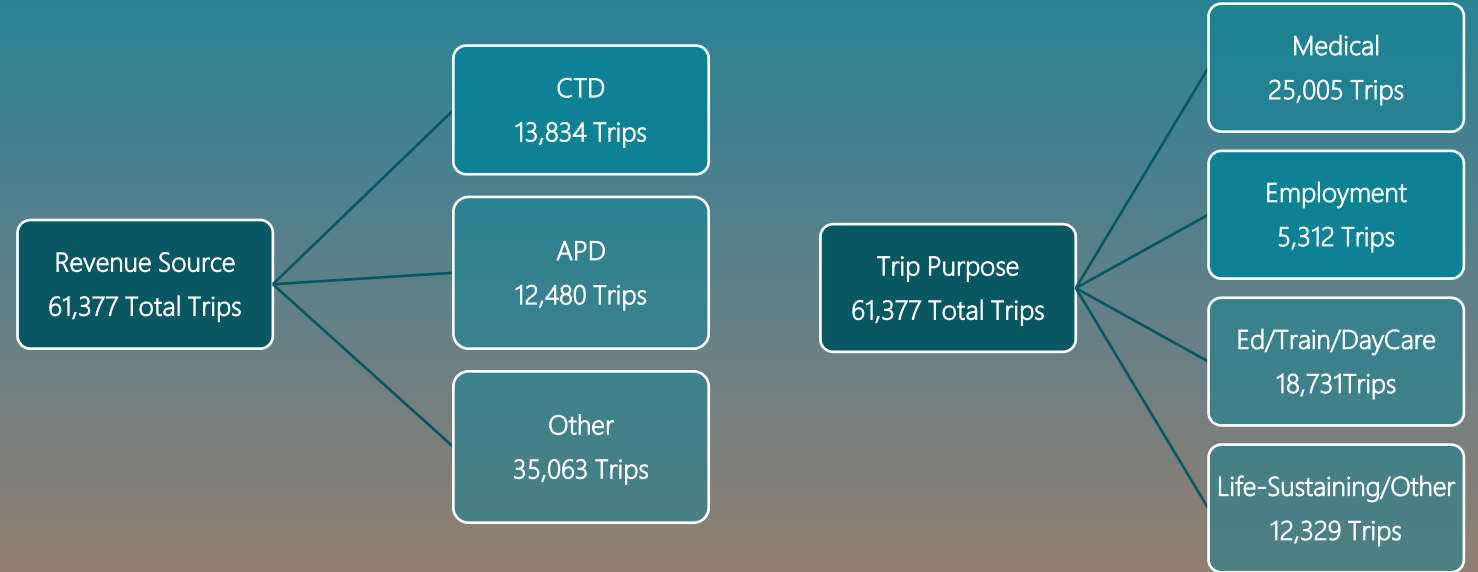 Revenue Source
61,377 Total Trips
CTD
13,834 Trips
APD
12,480 Trips
Other
35,063 Trips
Trip Purpose
61,377 Total Trips
Medical
25,005 Trips
Employment
5,312 Trips
Ed/Train/DayCare
18,731Trips
Life-Sustaining/Other
12,329 Trips